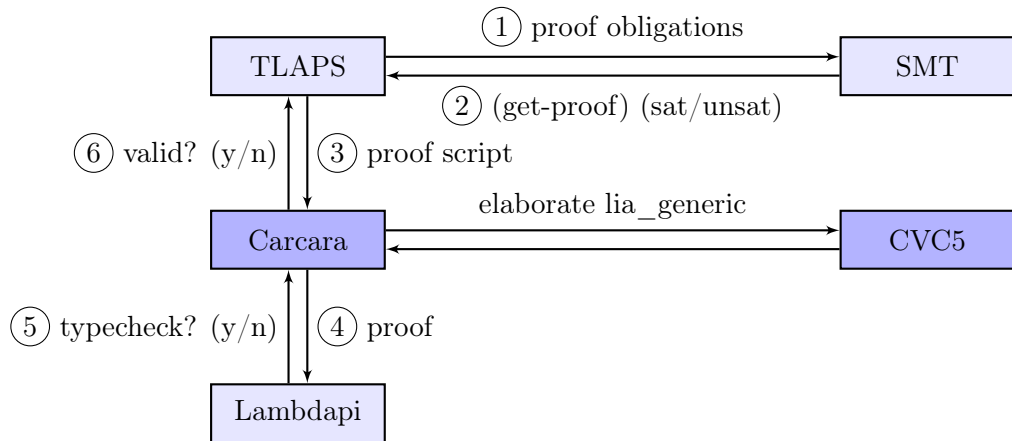 ① proof obligations
TLAPS
SMT
② (get-proof) (sat/unsat)
⑥ valid? (y/n)
③ proof script
elaborate lia_generic
Carcara
CVC5
⑤ typecheck? (y/n)
④ proof
Lambdapi